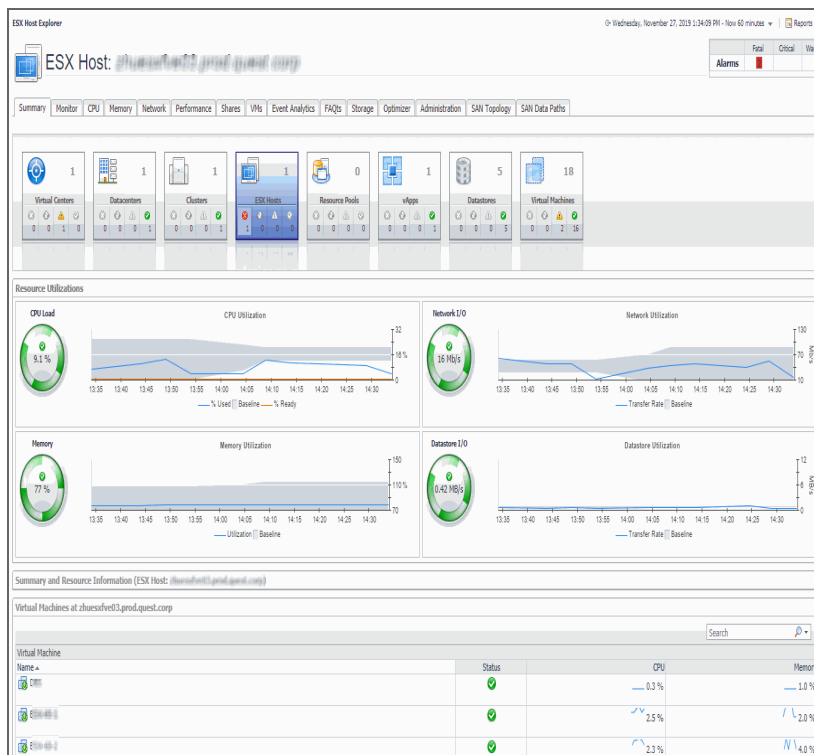 ESX Host Explorer
Wednesday, November 27, 2019 1:34:09 PM - Now 60 minutes Reports
ESX Host:
Fatal Critical Wa
Alarms
Summary Monitor CPU Memory Network Performance Shares VMs Event Analytics FAQts Storage Optimizer Administration SAN Topology SAN Data Paths
1 1 1 1 0 1 5 18
Virtual Centers Datacenters Clusters ESX Hosts Resource Pools vApps Datastores Virtual Machines
0 0 1 0 0 0 0 1 0 0 0 1 1 0 0 0 0 0 0 0 0 0 0 1 0 0 0 5 0 0 2 16
Resource Utilizations
CPU Load CPU Utilization
9.1 %
32
16 %
0
13:35 13:40 13:45 13:50 13:55 14:00 14:05 14:10 14:15 14:20 14:25 14:30
% Used Baseline % Ready
Network I/O Network Utilization
16 Mb/s
130
70
10
Mb/s
13:35 13:40 13:45 13:50 13:55 14:00 14:05 14:10 14:15 14:20 14:25 14:30
Transfer Rate Baseline
Memory Memory Utilization
77 %
150
110 %
70
13:35 13:40 13:45 13:50 13:55 14:00 14:05 14:10 14:15 14:20 14:25 14:30
Utilization Baseline
Datastore I/O Datastore Utilization
0.42 MB/s
12
6
0
MB/s
13:35 13:40 13:45 13:50 13:55 14:00 14:05 14:10 14:15 14:20 14:25 14:30
Transfer Rate Baseline
Summary and Resource Information (ESX Host: )
Virtual Machines at zhuesxfve03.prod.quest.corp
Search
Virtual Machine
Name Status CPU Memor
0.3 % 1.0 %
2.5 % 2.0 %
2.3 % 4.0 %